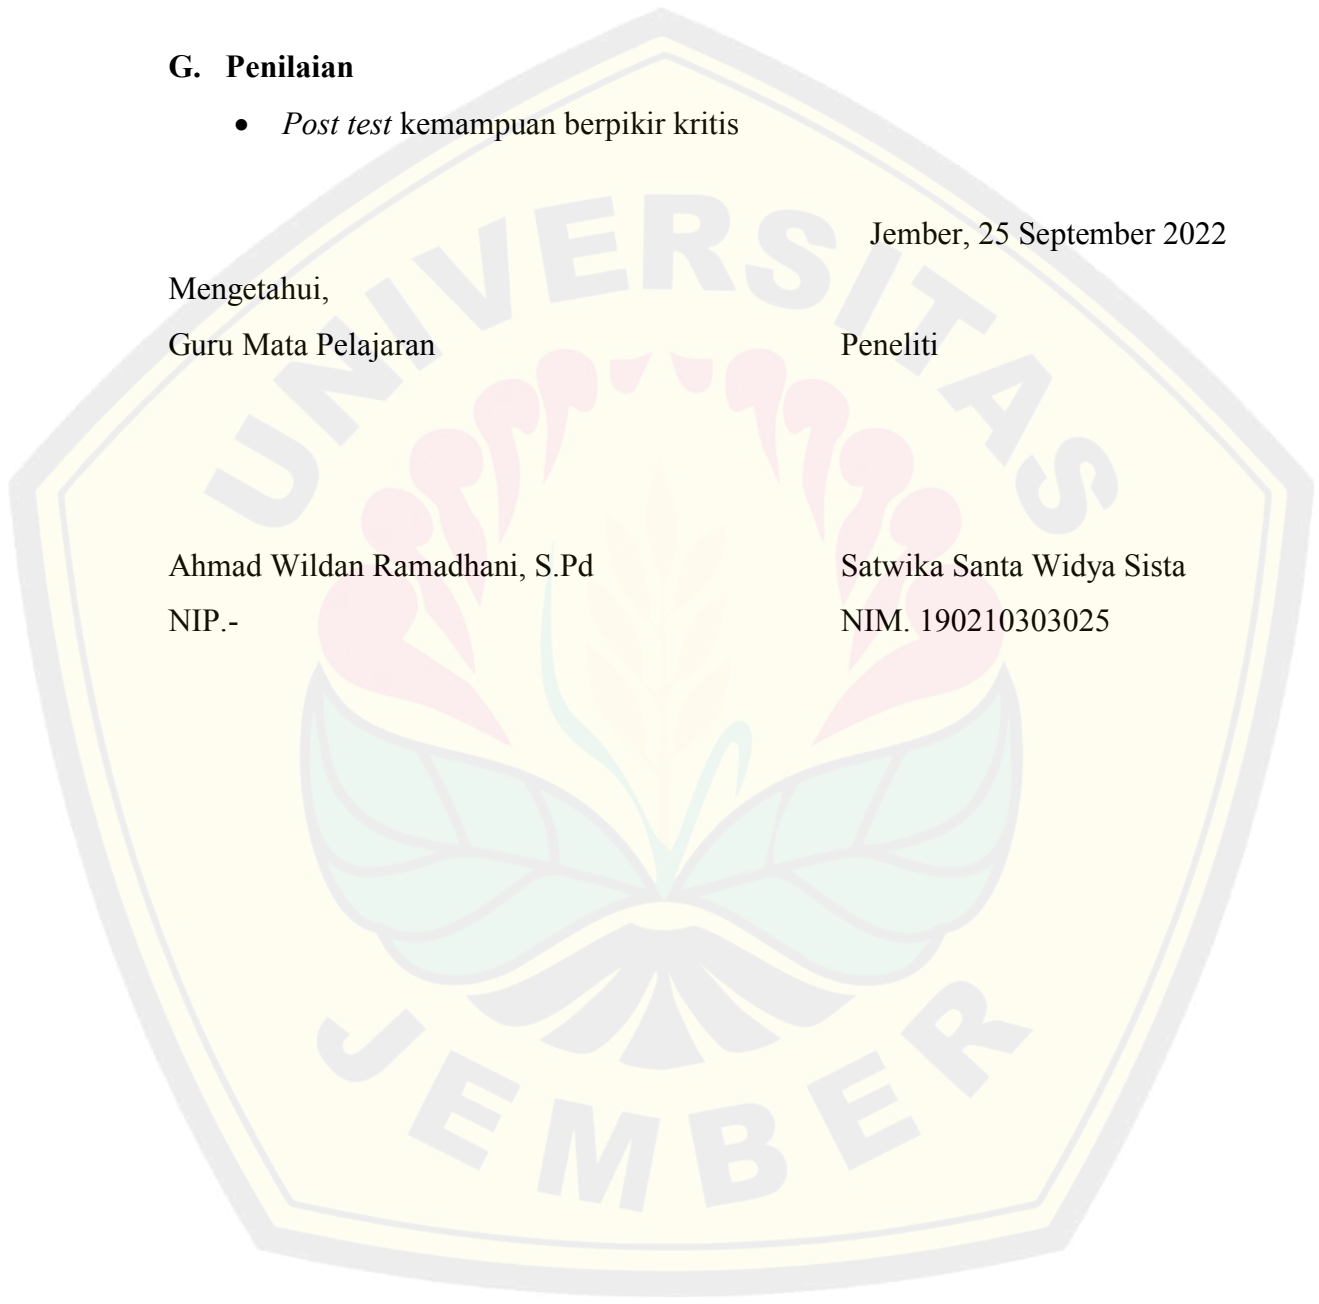 G. Penilaian
• Post test kemampuan berpikir kritis
Jember, 25 September 2022
Mengetahui,
Guru Mata Pelajaran Peneliti
Ahmad Wildan Ramadhani, S.Pd Satwika Santa Widya Sista
NIP.- NIM. 190210303025
UNIVERSITAS
JEMBER